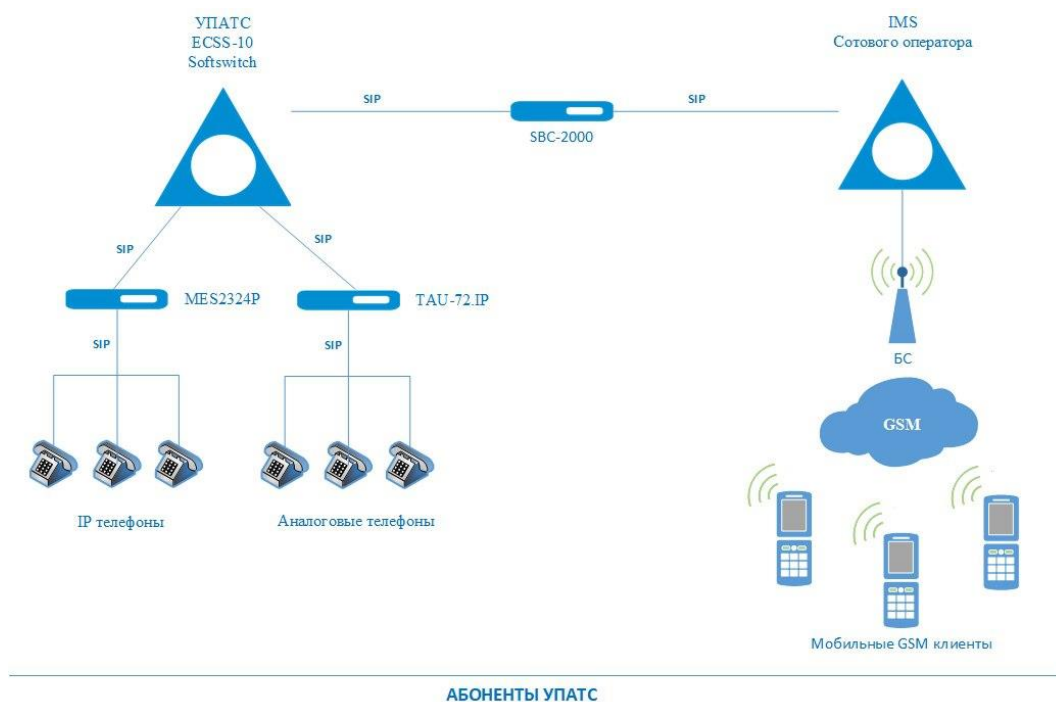 УПАТС
ECSS-10
Softswitch
IMS
Сотового оператора
SIP
SIP
SBC-2000
SIP
SIP
MES2324P
TAU-72.IP
SIP
SIP
БС
GSM
IP телефоны
Аналоговые телефоны
Мобильные GSM клиенты
АБОНЕНТЫ УПАТС